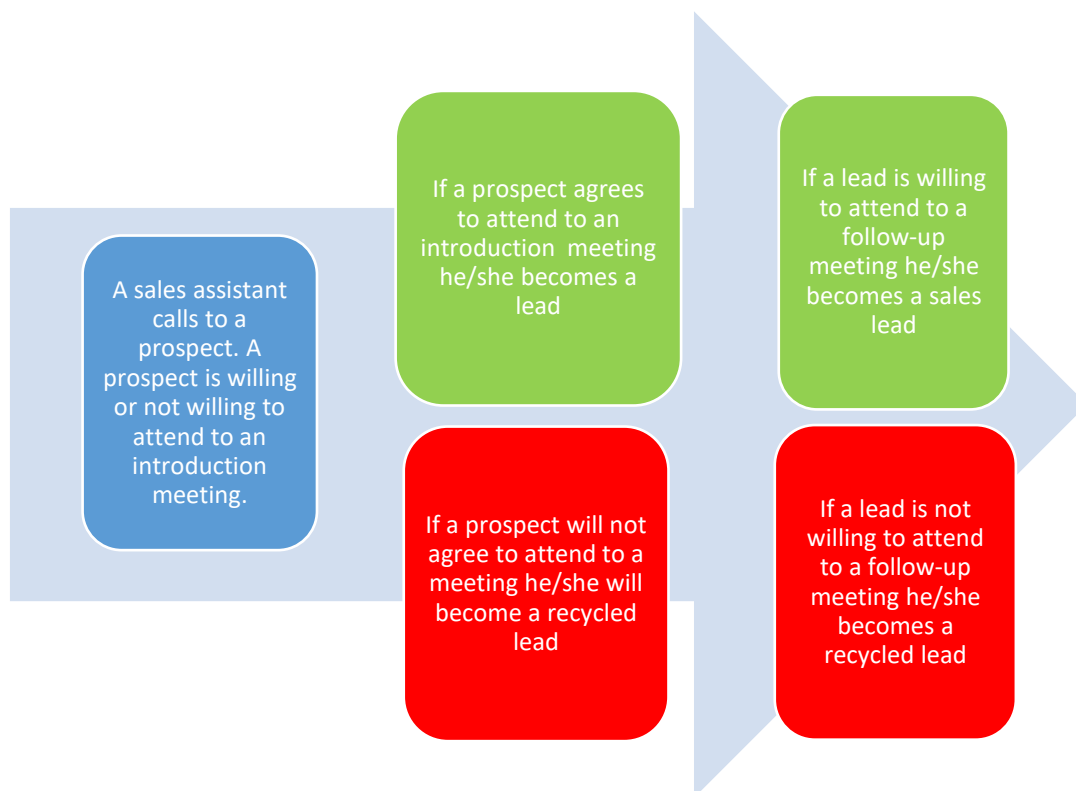 A sales assistant
calls to a
prospect. A
prospect is willing
or not willing to
attend to an
introduction
meeting.
If a prospect agrees
to attend to an
introduction  meeting
he/she becomes a
lead
If a prospect will not
agree to attend to a
meeting he/she will
become a recycled
lead
If a lead is willing
to attend to a
follow-up
meeting he/she
becomes a sales
lead
If a lead is not
willing to attend
to a follow-up
meeting he/she
becomes a
recycled lead